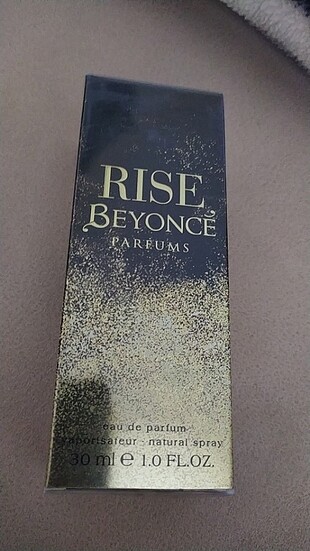 RISE
BEYONCÉ
PARFUMS
eau de parfum
vaporisateur - natural spray
30 ml ℮ 1.0 FL.OZ.